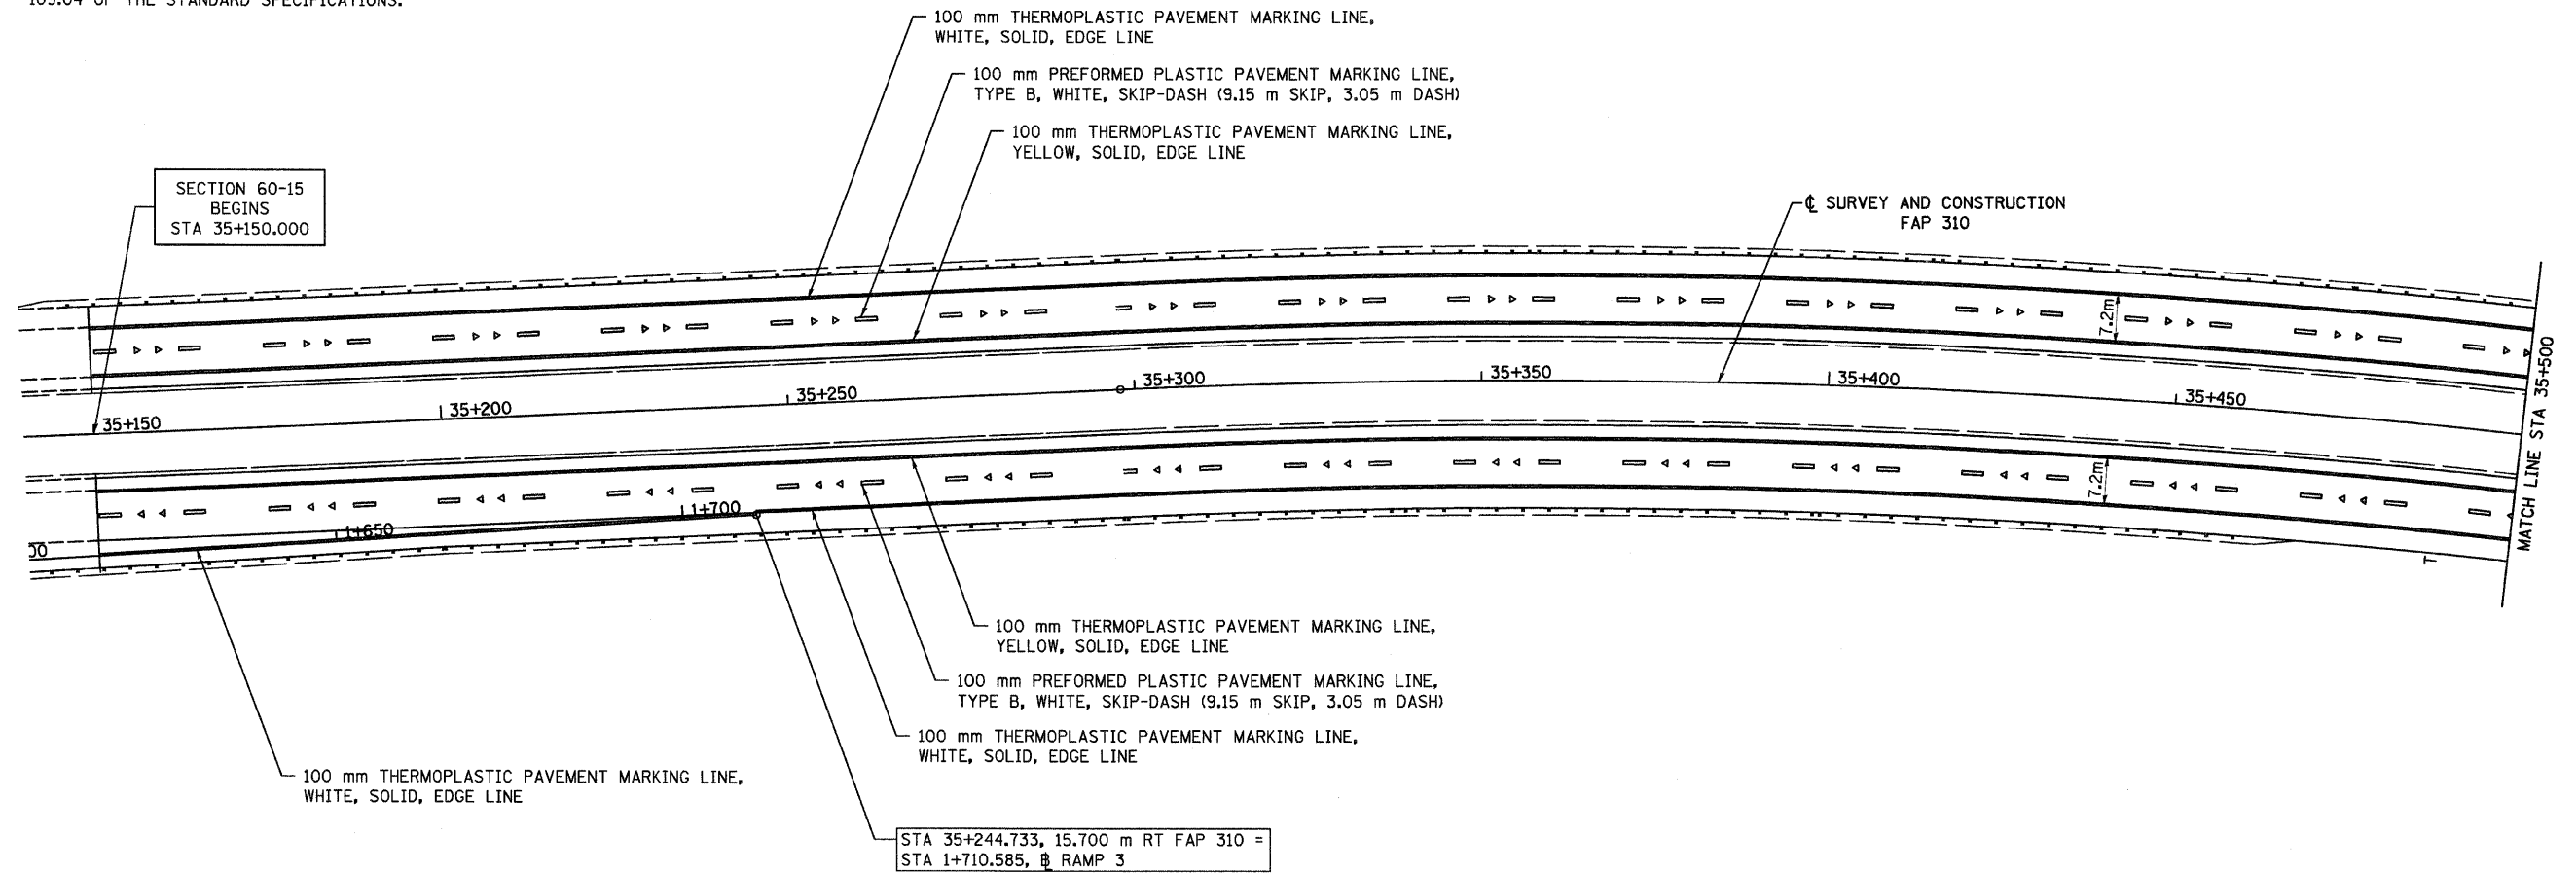 105.04 OF THE STANDARD SPECIFICATIONS.
100 mm THERMOPLASTIC PAVEMENT MARKING LINE,
WHITE, SOLID, EDGE LINE
100 mm PREFORMED PLASTIC PAVEMENT MARKING LINE,
TYPE B, WHITE, SKIP-DASH (9.15 m SKIP, 3.05 m DASH)
100 mm THERMOPLASTIC PAVEMENT MARKING LINE,
YELLOW, SOLID, EDGE LINE
SECTION 60-15
BEGINS
STA 35+150.000
℄ SURVEY AND CONSTRUCTION
FAP 310
7.2m
35+150
35+200
35+250
35+300
35+350
35+400
35+450
MATCH LINE STA 35+500
7.2m
00
1+650
1+700
100 mm THERMOPLASTIC PAVEMENT MARKING LINE,
YELLOW, SOLID, EDGE LINE
100 mm PREFORMED PLASTIC PAVEMENT MARKING LINE,
TYPE B, WHITE, SKIP-DASH (9.15 m SKIP, 3.05 m DASH)
100 mm THERMOPLASTIC PAVEMENT MARKING LINE,
WHITE, SOLID, EDGE LINE
100 mm THERMOPLASTIC PAVEMENT MARKING LINE,
WHITE, SOLID, EDGE LINE
STA 35+244.733, 15.700 m RT FAP 310 =
STA 1+710.585, B RAMP 3